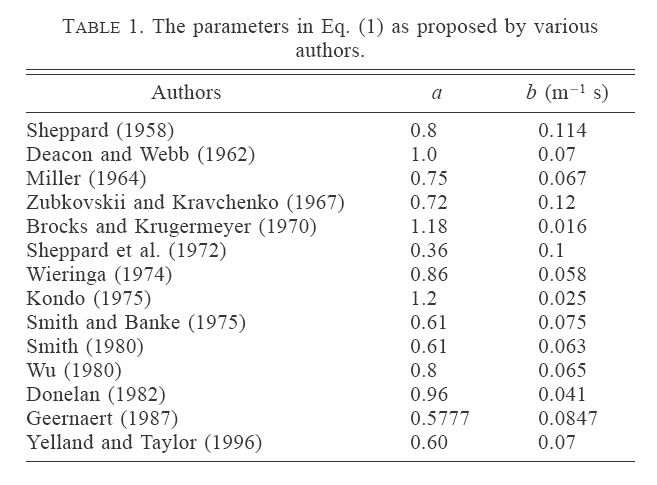 TABLE 1. The parameters in Eq. (1) as proposed by various
authors.
Authors a b (m⁻¹ s)
Sheppard (1958) 0.8 0.114
Deacon and Webb (1962) 1.0 0.07
Miller (1964) 0.75 0.067
Zubkovskii and Kravchenko (1967) 0.72 0.12
Brocks and Krugermeyer (1970) 1.18 0.016
Sheppard et al. (1972) 0.36 0.1
Wieringa (1974) 0.86 0.058
Kondo (1975) 1.2 0.025
Smith and Banke (1975) 0.61 0.075
Smith (1980) 0.61 0.063
Wu (1980) 0.8 0.065
Donelan (1982) 0.96 0.041
Geernaert (1987) 0.5777 0.0847
Yelland and Taylor (1996) 0.60 0.07